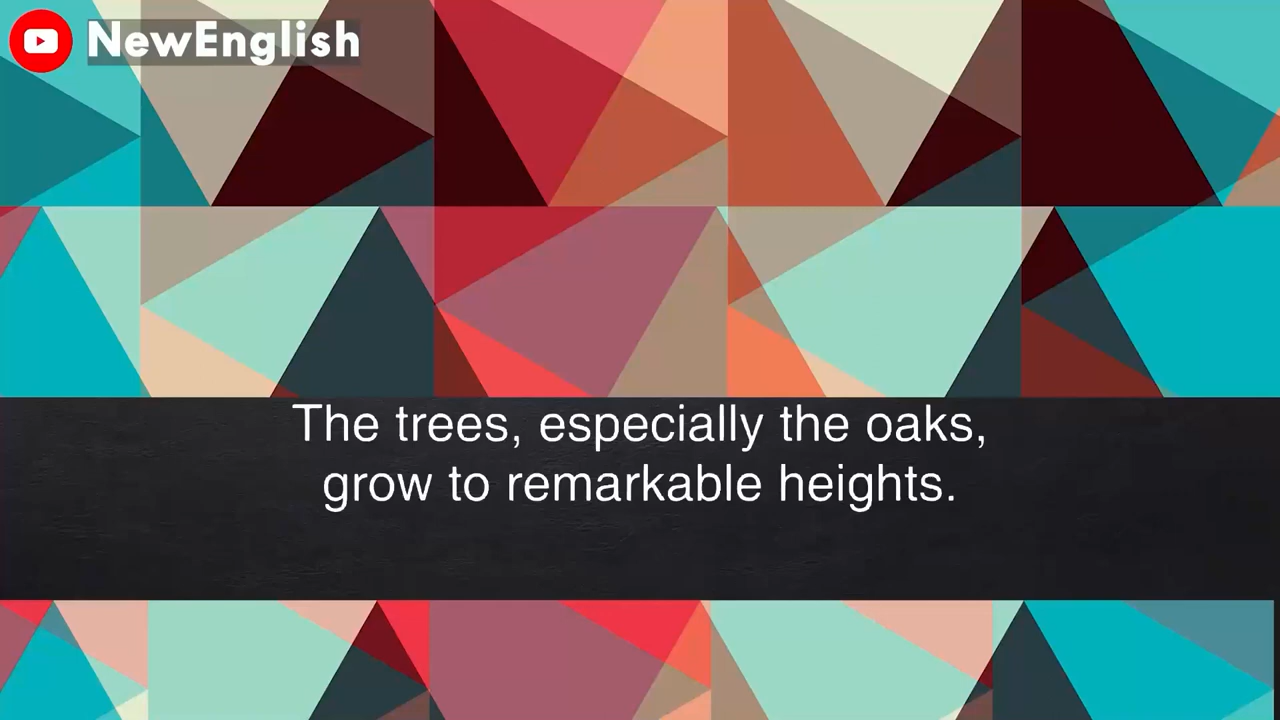 NewEnglish
The trees, especially the oaks,
grow to remarkable heights.